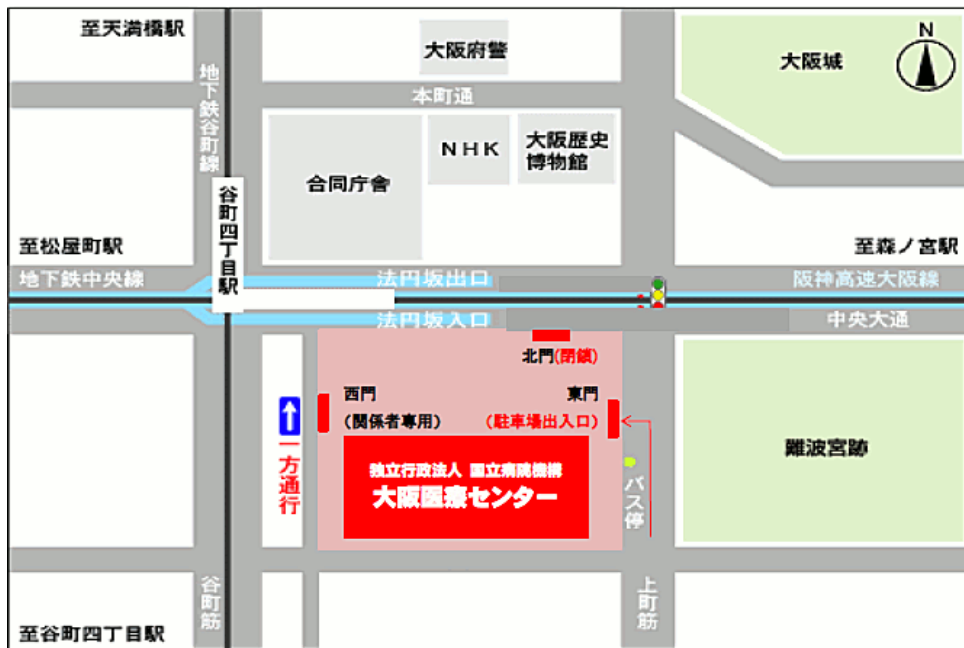 至天満橋駅
大阪府警
大阪城
N
地下鉄谷町線
本町通
合同庁舎
NHK
大阪歴史
博物館
谷町四丁目駅
至松屋町駅
至森ノ宮駅
地下鉄中央線
法円坂出口
阪神高速大阪線
法円坂入口
中央大通
北門(閉鎖)
西門
(関係者専用)
東門
(駐車場出入口)
一方通行
独立行政法人 国立病院機構
大阪医療センター
バス停
難波宮跡
谷町筋
上町筋
至谷町四丁目駅